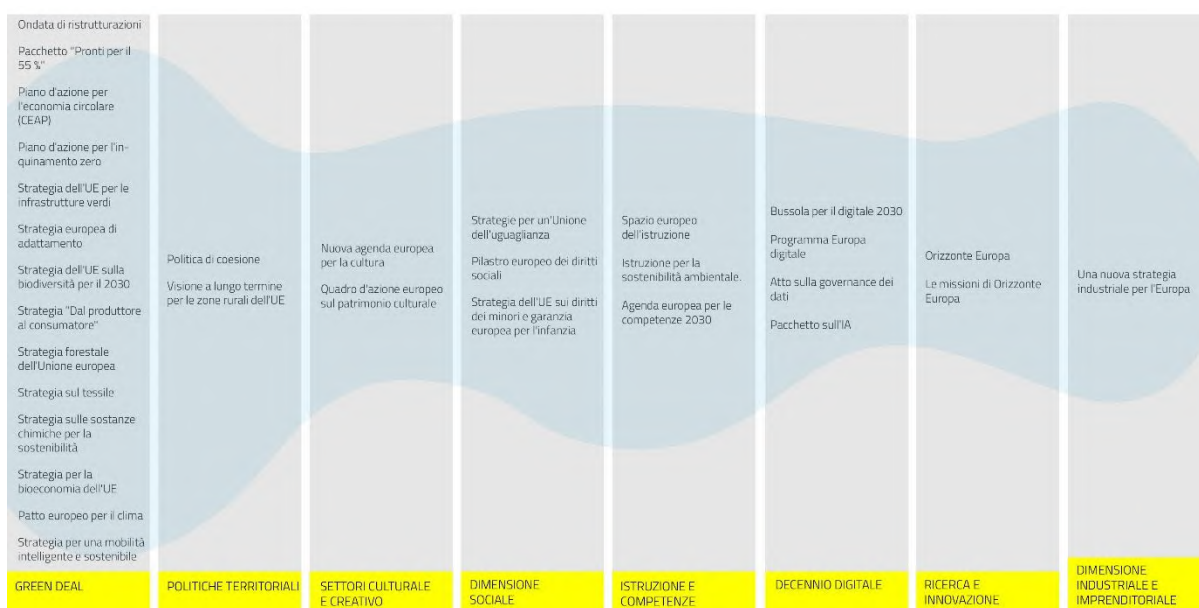 Ondata di ristrutturazioni
Pacchetto "Pronti per il
55 %"
Piano d'azione per
l'economia circolare
(CEAP)
Piano d'azione per l'in-
quinamento zero
Strategia dell'UE per le
infrastrutture verdi
Strategia europea di
adattamento
Strategia dell'UE sulla
biodiversità per il 2030
Strategia "Dal produttore
al consumatore"
Strategia forestale
dell'Unione europea
Strategia sul tessile
Strategia sulle sostanze
chimiche per la
sostenibilità
Strategia per la
bioeconomia dell'UE
Patto europeo per il clima
Strategia per una mobilità
intelligente e sostenibile
GREEN DEAL
Politica di coesione
Visione a lungo termine
per le zone rurali dell'UE
POLITICHE TERRITORIALI
Nuova agenda europea
per la cultura
Quadro d'azione europeo
sul patrimonio culturale
SETTORI CULTURALE
E CREATIVO
Strategie per un'Unione
dell'uguaglianza
Pilastro europeo dei diritti
sociali
Strategia dell'UE sui diritti
dei minori e garanzia
europea per l'infanzia
DIMENSIONE
SOCIALE
Spazio europeo
dell'istruzione
Istruzione per la
sostenibilità ambientale.
Agenda europea per le
competenze 2030
ISTRUZIONE E
COMPETENZE
Bussola per il digitale 2030
Programma Europa
digitale
Atto sulla governance dei
dati
Pacchetto sull'IA
DECENNIO DIGITALE
Orizzonte Europa
Le missioni di Orizzonte
Europa
RICERCA E
INNOVAZIONE
Una nuova strategia
industriale per l'Europa
DIMENSIONE
INDUSTRIALE E
IMPRENDITORIALE